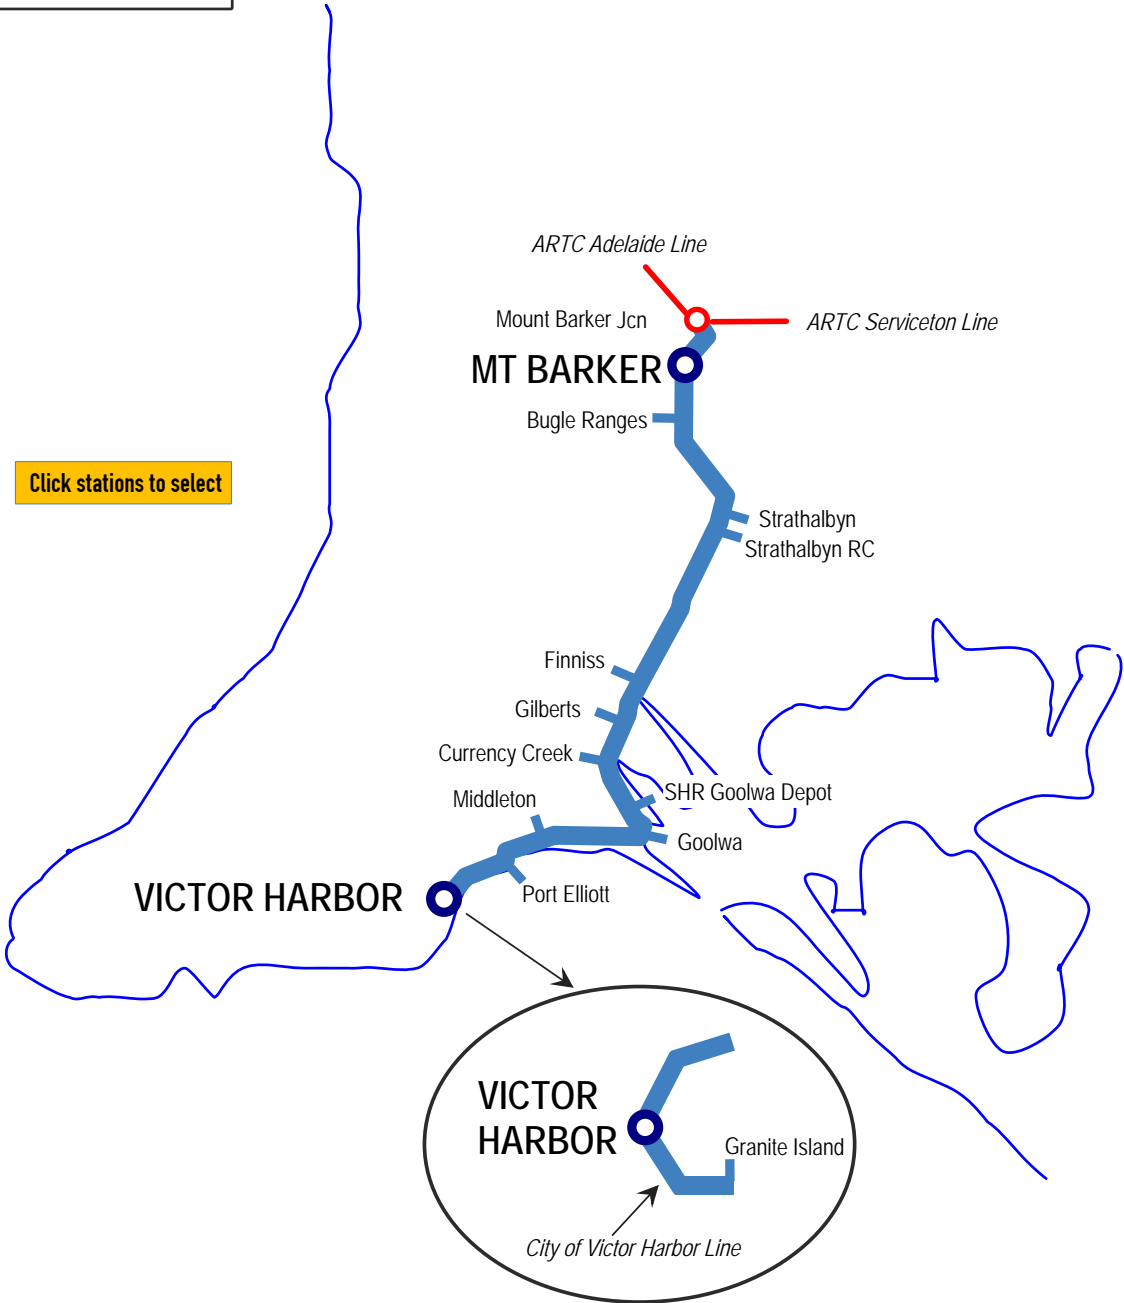 ARTC Adelaide Line
Mount Barker Jcn
ARTC Serviceton Line
MT BARKER
Bugle Ranges
Click stations to select
Strathalbyn
Strathalbyn RC
Finniss
Gilberts
Currency Creek
SHR Goolwa Depot
Middleton
Goolwa
Port Elliott
VICTOR HARBOR
VICTOR
HARBOR
Granite Island
City of Victor Harbor Line